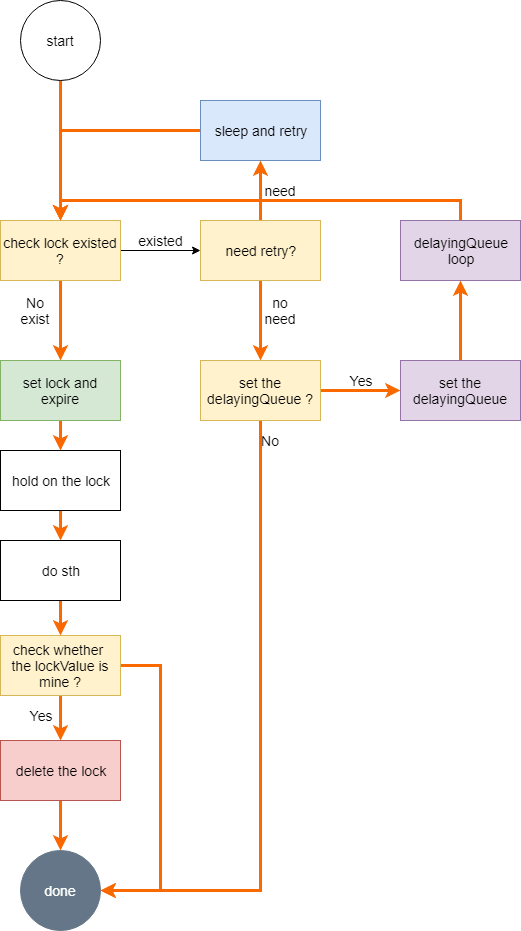 start
sleep and retry
need
check lock existed
?
existed
need retry?
delayingQueue
loop
No
exist
no
need
set lock and
expire
set the
delayingQueue ?
Yes
set the
delayingQueue
No
hold on the lock
do sth
check whether
the lockValue is
mine ?
Yes
delete the lock
done